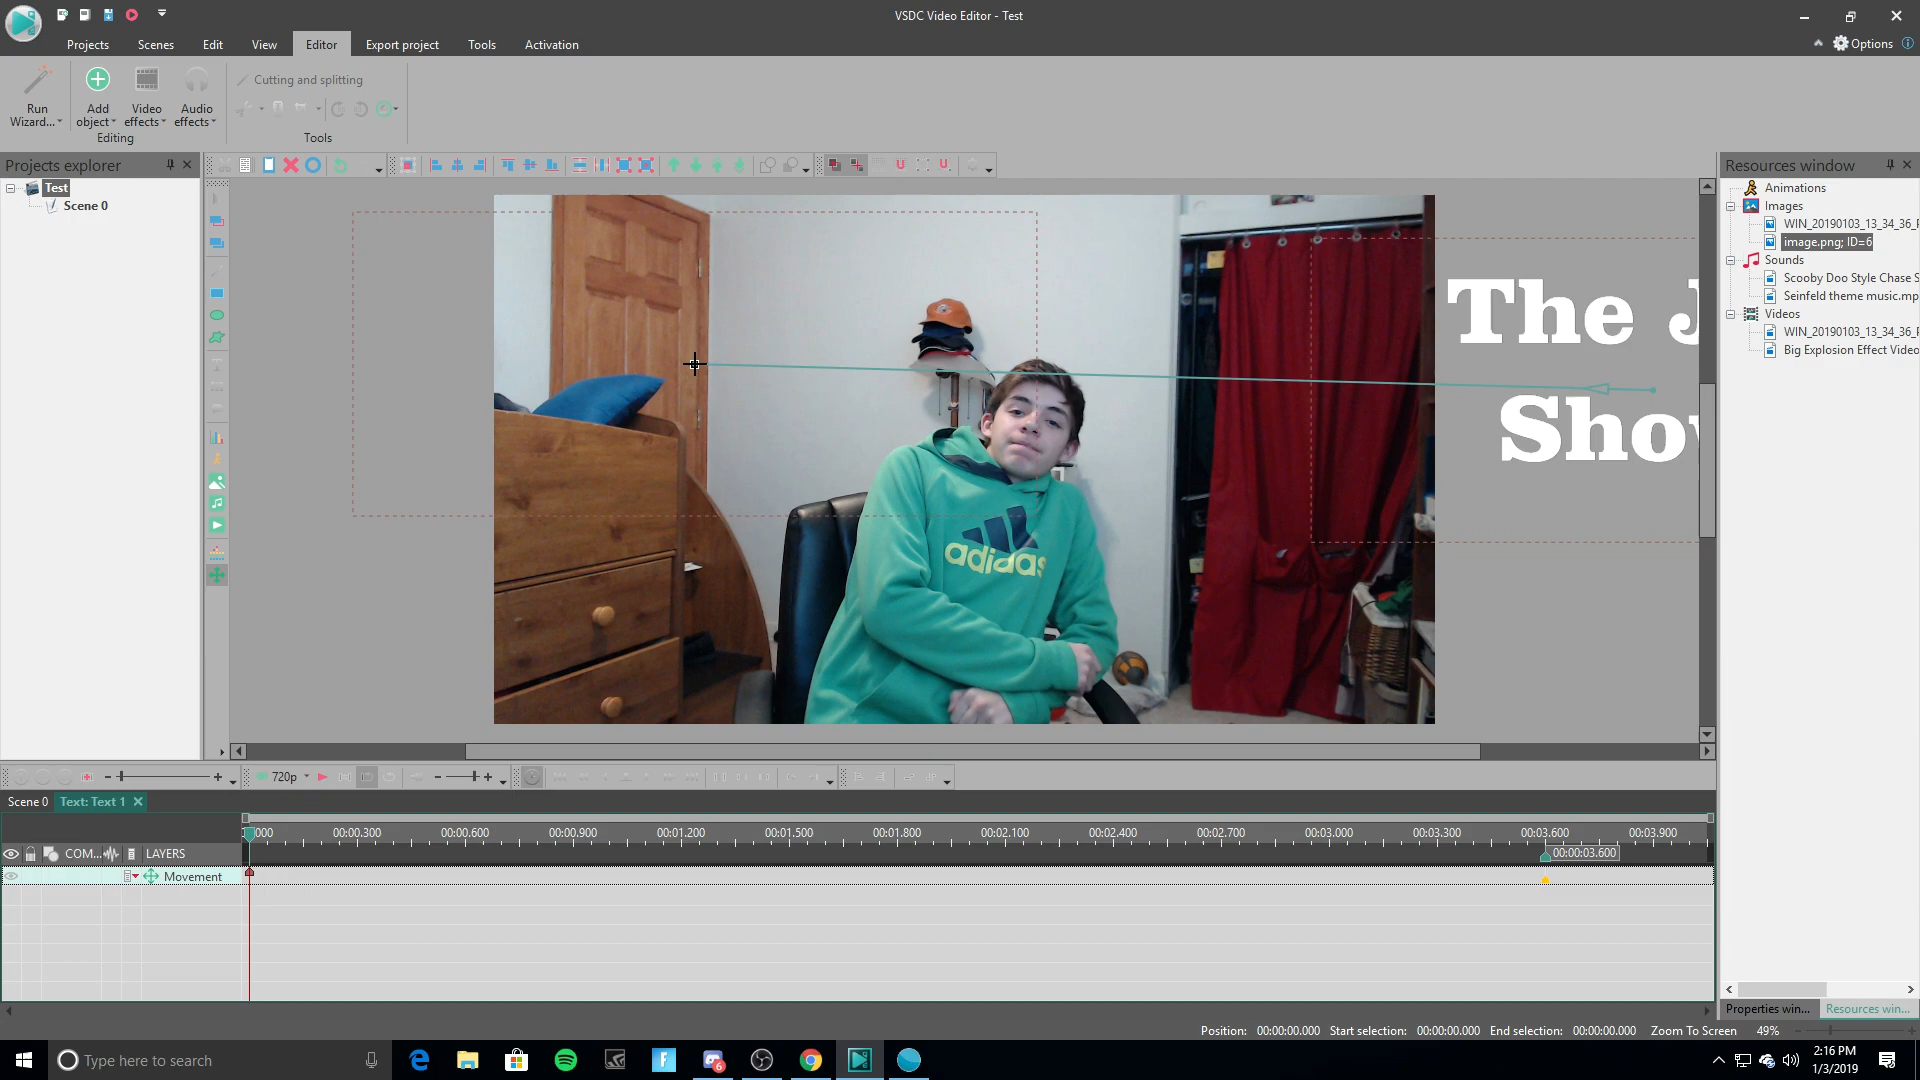 VSDC Video Editor - Test
Projects
Scenes
Edit
View
Editor
Export project
Tools
Activation
Options
Run
Wizard...
Add
object
Video
effects
Audio
effects
Editing
Cutting and splitting
Tools
Projects explorer
Test
Scene 0
Resources window
Animations
Images
WIN_20190103_13_34_36_P
image.png; ID=6
Sounds
Scooby Doo Style Chase S
Seinfeld theme music.mp
Videos
WIN_20190103_13_34_36_P
Big Explosion Effect Video
The J
Show
adidas
720p
Scene 0
Text: Text 1
:000
00:00.300
00:00.600
00:00.900
00:01.200
00:01.500
00:01.800
00:02.100
00:02.400
00:02.700
00:03.000
00:03.300
00:03.600
00:03.900
COM...
LAYERS
00:00:03.600
Movement
Properties win...
Resources win...
Position: 00:00:00.000 Start selection: 00:00:00.000 End selection: 00:00:00.000 Zoom To Screen 49%
Type here to search
6
2:16 PM
1/3/2019